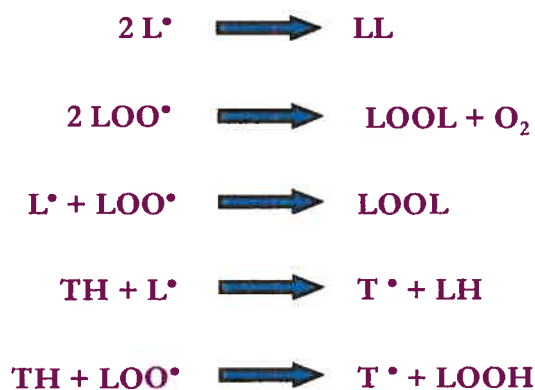 2 L• LL
2 LOO• LOOL + O₂
L• + LOO• LOOL
TH + L• T • + LH
TH + LOO• T • + LOOH